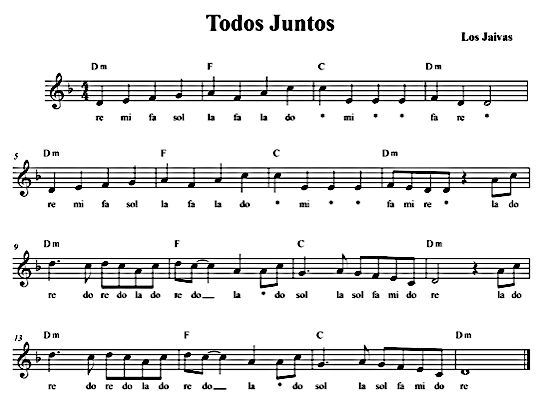 Todos Juntos
Los Jaivas
Dm F C Dm
4
4
re mi fa sol la fa la do * mi * * fa re *
5
Dm F C Dm
re mi fa sol la fa la do * mi * * fa mi re * la do
9
Dm F C Dm
re do re do la do re do la * do sol la sol fa mi do re la do
13
Dm F C Dm
re do re do la do re do la * do sol la sol fa mi do re